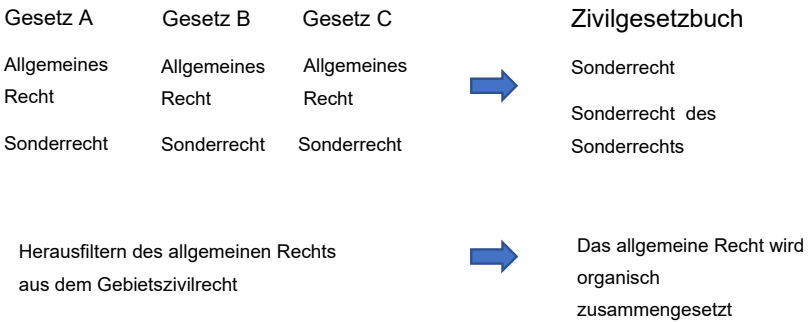 Gesetz A Gesetz B Gesetz C Zivilgesetzbuch
Allgemeines
Recht
Allgemeines
Recht
Allgemeines
Recht
Sonderrecht
Sonderrecht Sonderrecht Sonderrecht
Sonderrecht des
Sonderrechts
Herausfiltern des allgemeinen Rechts
aus dem Gebietszivilrecht
Das allgemeine Recht wird
organisch
zusammengesetzt